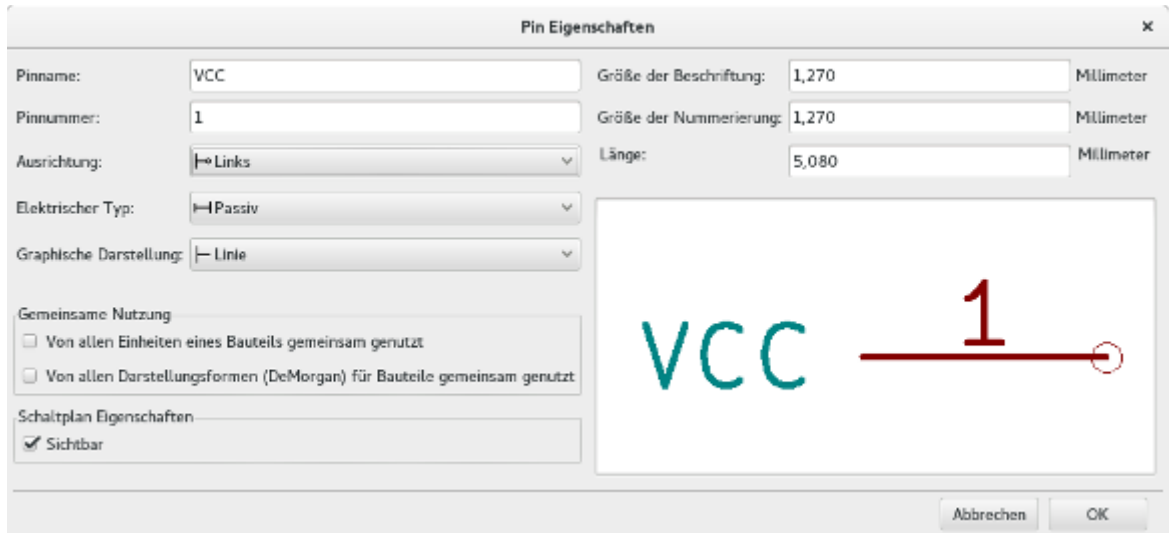 Pin Eigenschaften ×
Pinname: VCC
Größe der Beschriftung: 1,270 Millimeter
Pinnummer: 1
Größe der Nummerierung: 1,270 Millimeter
Ausrichtung: Links
Länge: 5,080 Millimeter
Elektrischer Typ: Passiv
Graphische Darstellung: Linie
Gemeinsame Nutzung
Von allen Einheiten eines Bauteils gemeinsam genutzt
Von allen Darstellungsformen (DeMorgan) für Bauteile gemeinsam genutzt
Schaltplan Eigenschaften
Sichtbar
VCC 1
Abbrechen OK